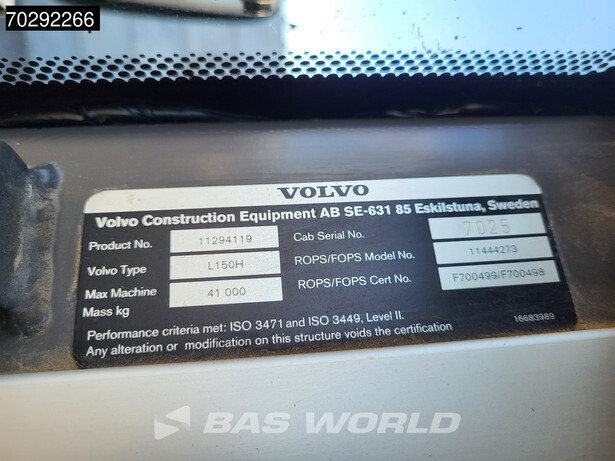 70292266
VOLVO
Volvo Construction Equipment AB SE-631 85 Eskilstuna, Sweden
Product No. 11294119
Cab Serial No. 7025
Volvo Type L150H
ROPS/FOPS Model No. 11444273
Max Machine Mass kg 41 000
ROPS/FOPS Cert No. F700499/F700498
Performance criteria met: ISO 3471 and ISO 3449, Level II.
Any alteration or modification on this structure voids the certification
16683989
BAS WORLD